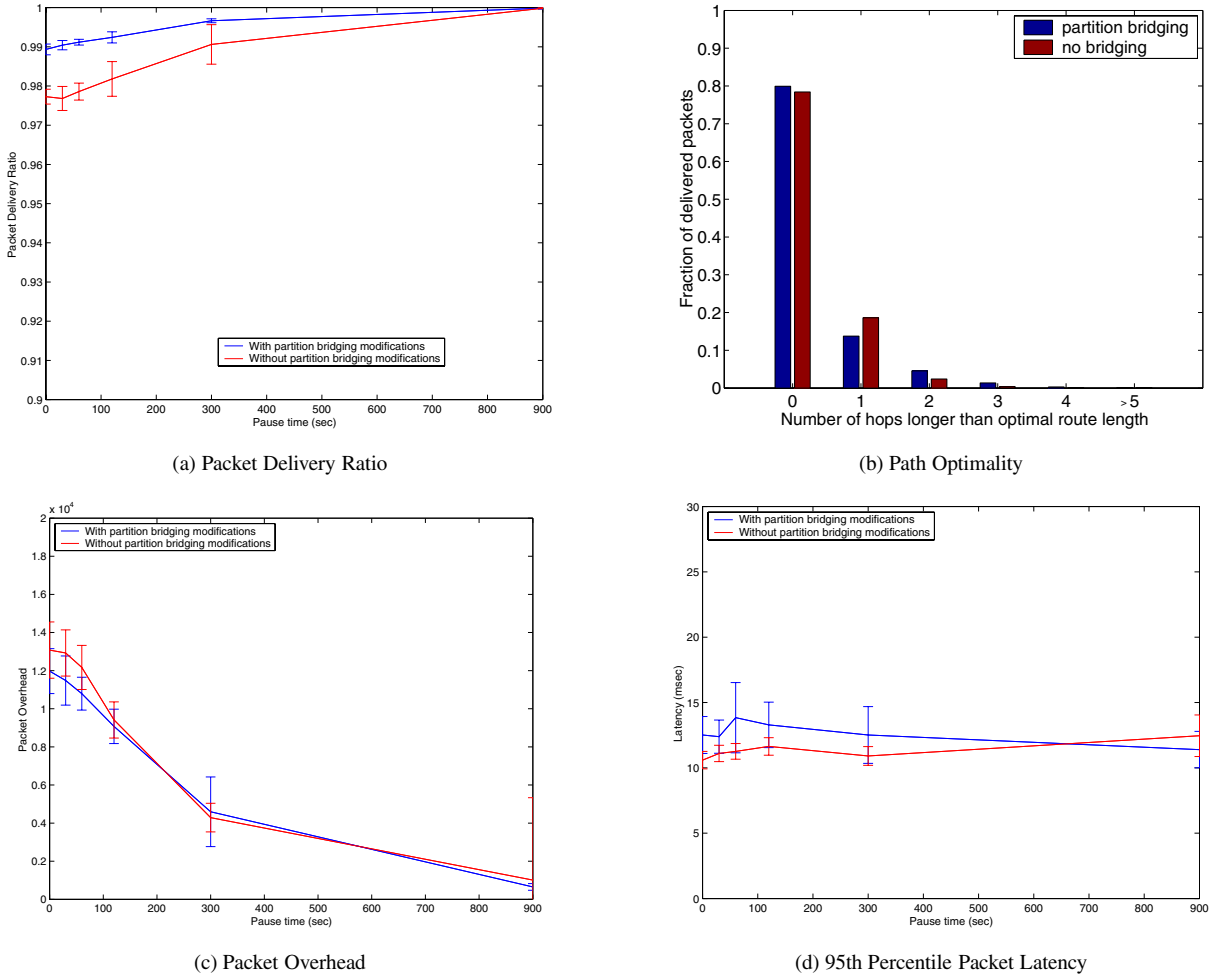 1
0.99
0.98
0.97
0.96
0.95
0.94
0.93
0.92
0.91
0.9
Packet Delivery Ratio
With partition bridging modifications
Without partition bridging modifications
0 100 200 300 400 500 600 700 800 900
Pause time (sec)
(a) Packet Delivery Ratio
1
0.9
0.8
0.7
0.6
0.5
0.4
0.3
0.2
0.1
0
Fraction of delivered packets
partition bridging
no bridging
0 1 2 3 4 >5
Number of hops longer than optimal route length
(b) Path Optimality
x 10^4
2
1.8
1.6
1.4
1.2
1
0.8
0.6
0.4
0.2
0
Packet Overhead
With partition bridging modifications
Without partition bridging modifications
0 100 200 300 400 500 600 700 800 900
Pause time (sec)
(c) Packet Overhead
30
25
20
15
10
5
0
Latency (msec)
With partition bridging modifications
Without partition bridging modifications
0 100 200 300 400 500 600 700 800 900
Pause time (sec)
(d) 95th Percentile Packet Latency